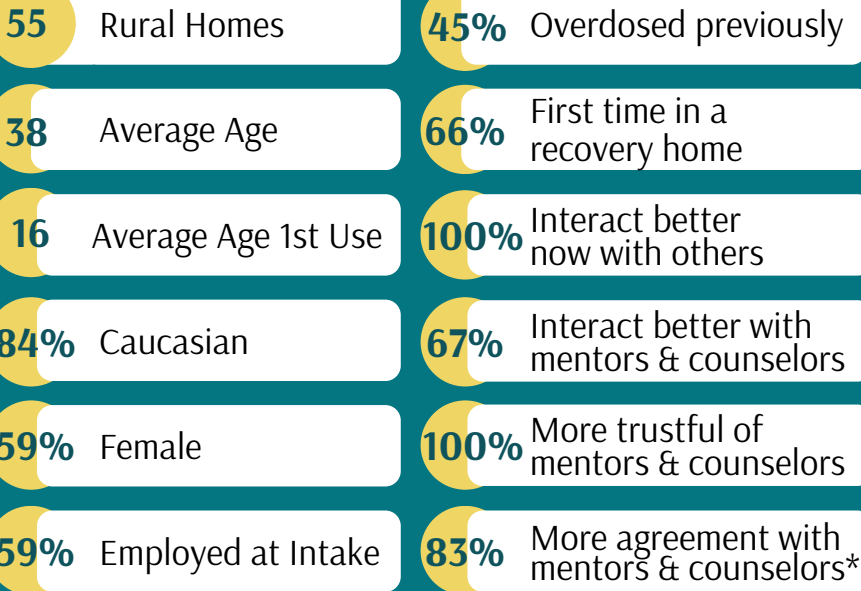 55 Rural Homes
38 Average Age
16 Average Age 1st Use
84% Caucasian
59% Female
59% Employed at Intake
45% Overdosed previously
66% First time in a
recovery home
100% Interact better
now with others
67% Interact better with
mentors & counselors
100% More trustful of
mentors & counselors
83% More agreement with
mentors & counselors*